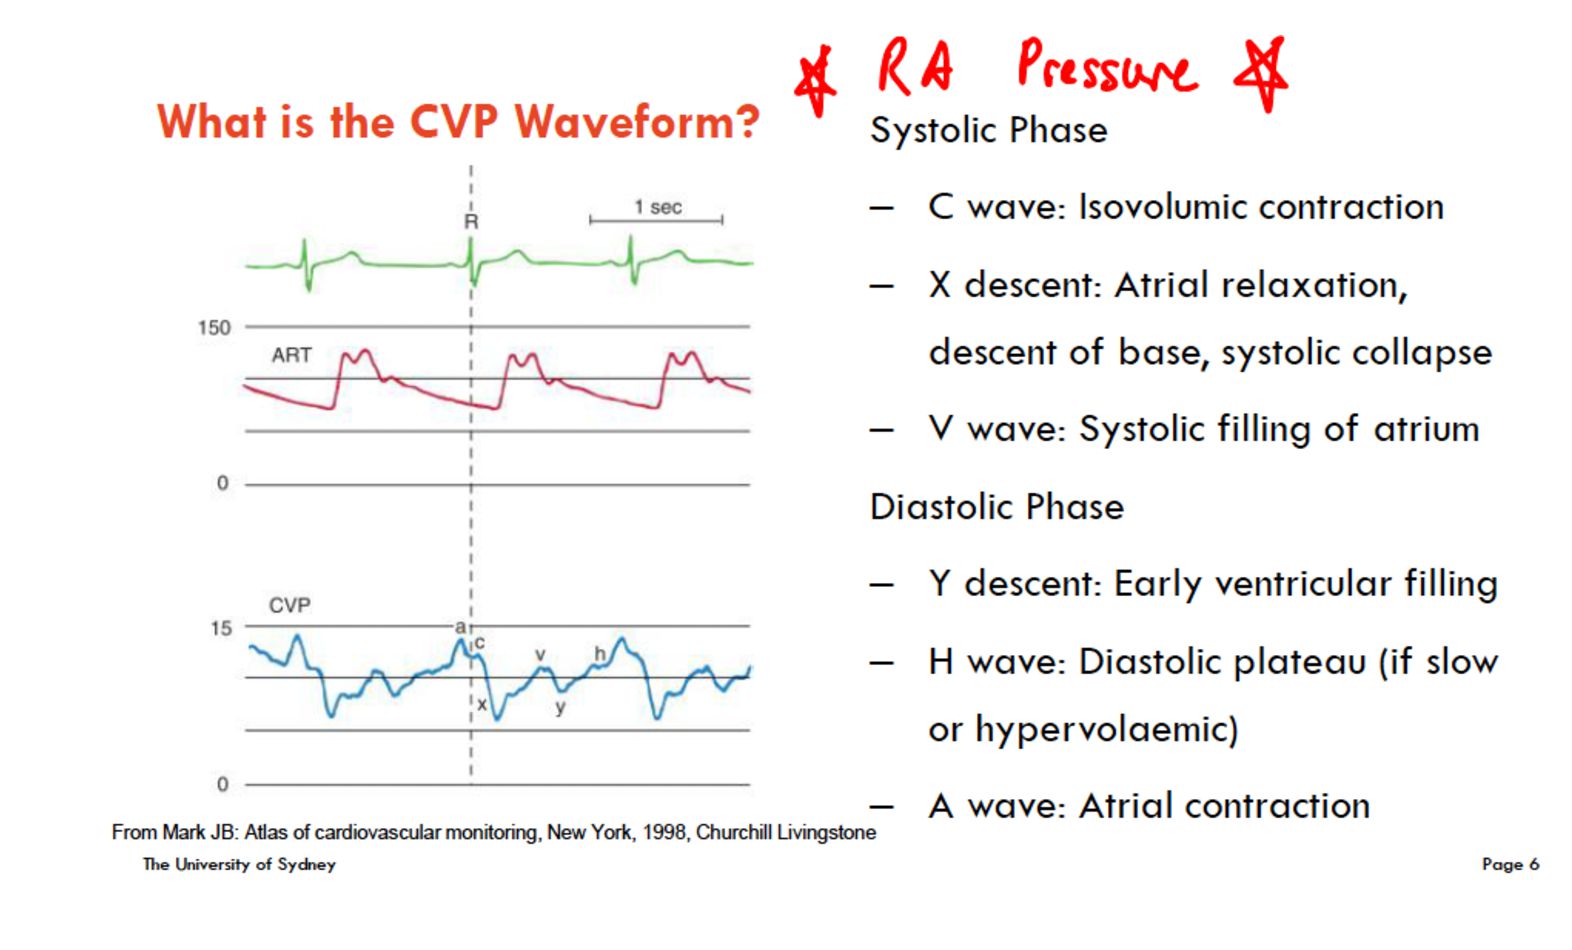 RA Pressure
What is the CVP Waveform?
Systolic Phase
– C wave: Isovolumic contraction
– X descent: Atrial relaxation,
descent of base, systolic collapse
– V wave: Systolic filling of atrium
Diastolic Phase
– Y descent: Early ventricular filling
– H wave: Diastolic plateau (if slow
or hypervolaemic)
– A wave: Atrial contraction
R
1 sec
150
ART
0
CVP
15
a
c
v
h
x
y
0
From Mark JB: Atlas of cardiovascular monitoring, New York, 1998, Churchill Livingstone
The University of Sydney
Page 6